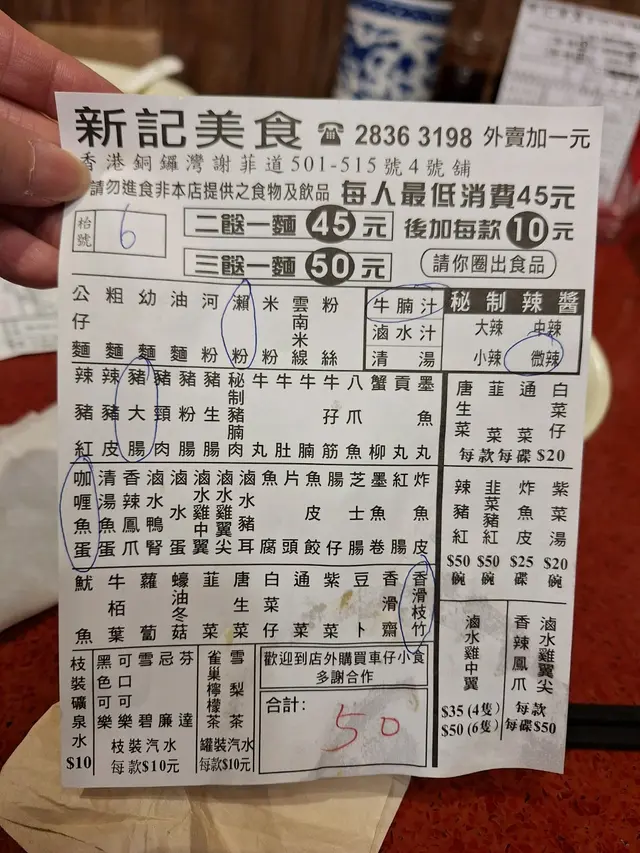 新記美食 ☎ 2836 3198 外賣加一元
香港銅鑼灣謝菲道501-515號4號舖
請勿進食非本店提供之食物及飲品 每人最低消費45元
枱號 6
二餸一麵 45 元 後加每款 10 元
三餸一麵 50 元 請你圈出食品
公仔麵 粗麵 幼麵 油麵 河粉 瀨粉 米粉 雲南米線 粉絲
牛腩汁
滷水汁
清湯
秘制辣醬
大辣 中辣
小辣 微辣
辣豬紅 辣豬皮 豬大腸 豬頸肉 豬粉腸 豬生腸 秘制豬腩肉 牛丸 牛肚 牛腩 牛孖筋 八爪魚 蟹柳 貢丸 墨魚丸
唐生菜 韮菜 通菜 白菜仔
每款每碟 $20
咖喱魚蛋 清湯魚蛋 香辣鳳爪 滷水鴨腎 滷水蛋 滷水雞中翼 滷水雞翼尖 滷水豬耳 魚腐 片頭 魚皮餃 腸仔 芝士腸 墨魚卷 紅腸 炸魚皮
辣豬紅 $50碗 韮菜豬紅 $50碗 炸魚皮 $25碟 紫菜湯 $20碗
魷魚 牛栢葉 蘿蔔 蠔油冬菇 韮菜 唐生菜 白菜仔 通菜 紫菜 豆卜 香滑齋 香滑枝竹
滷水雞中翼 $35 (4隻) $50 (6隻)
香辣鳳爪 滷水雞翼尖 每款每碟$50
枝裝礦泉水 $10
黑色可樂 可口可樂 雪碧 忌廉 芬達
枝裝汽水
每款$10元
雀巢檸檬茶 雪梨茶
罐裝汽水
每款$10元
歡迎到店外購買車仔小食
多謝合作
合計:
50